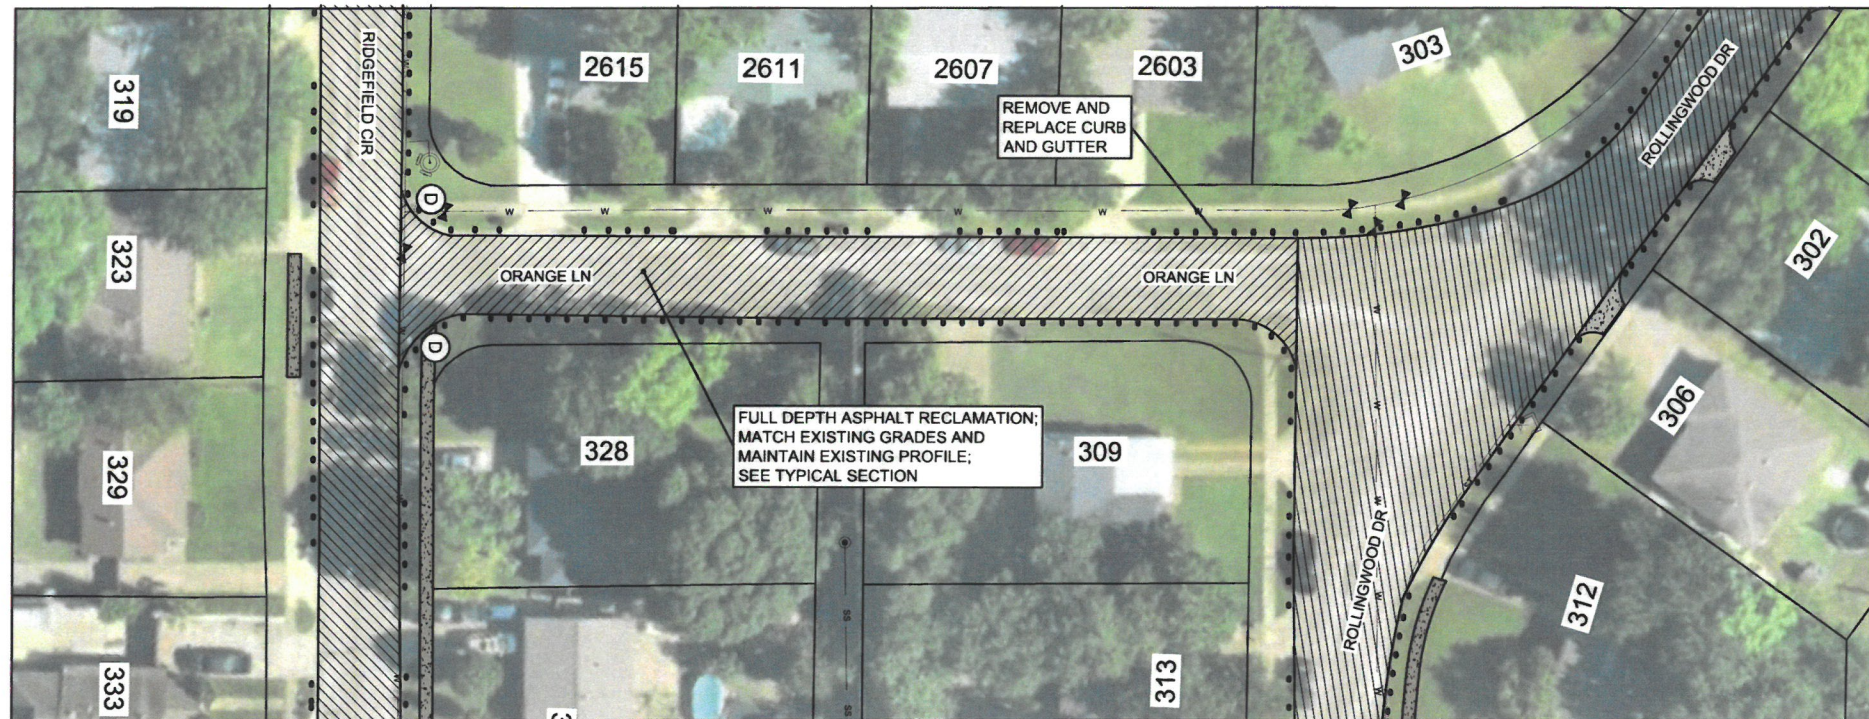 319
RIDGEFIELD CIR
2615
2611
2607
2603
303
ROLLINGWOOD DR
REMOVE AND
REPLACE CURB
AND GUTTER
D
W W W W W W
323
ORANGE LN
ORANGE LN
302
W
D
W
306
FULL DEPTH ASPHALT RECLAMATION;
MATCH EXISTING GRADES AND
MAINTAIN EXISTING PROFILE;
SEE TYPICAL SECTION
328
309
329
W
ROLLINGWOOD DR
312
W
SS
333
W
313
W
SS